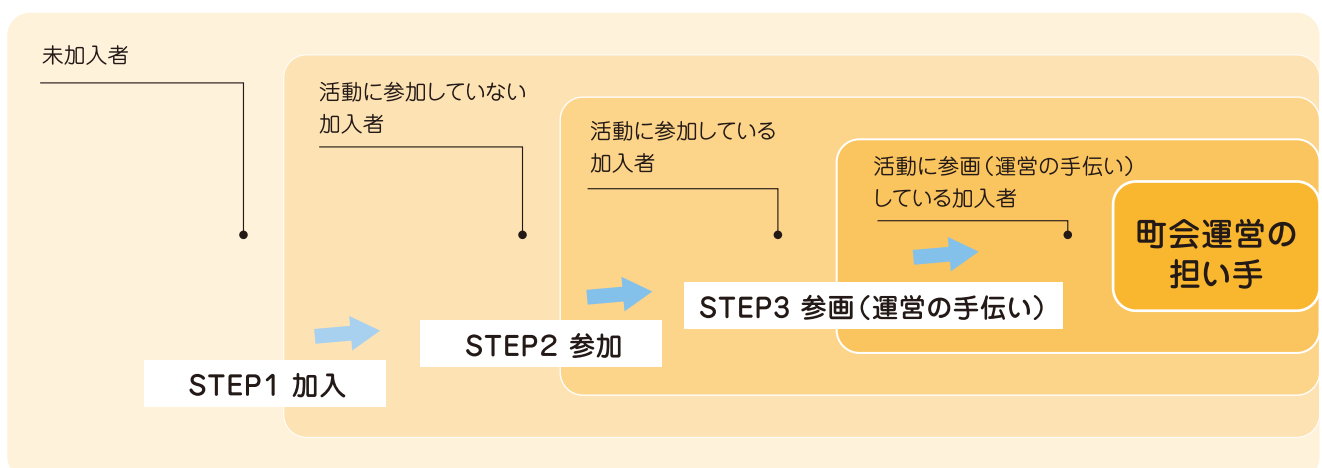 未加入者
活動に参加していない
加入者
活動に参加している
加入者
活動に参画（運営の手伝い）
している加入者
町会運営の
担い手
STEP3 参画（運営の手伝い）
STEP2 参加
STEP1 加入